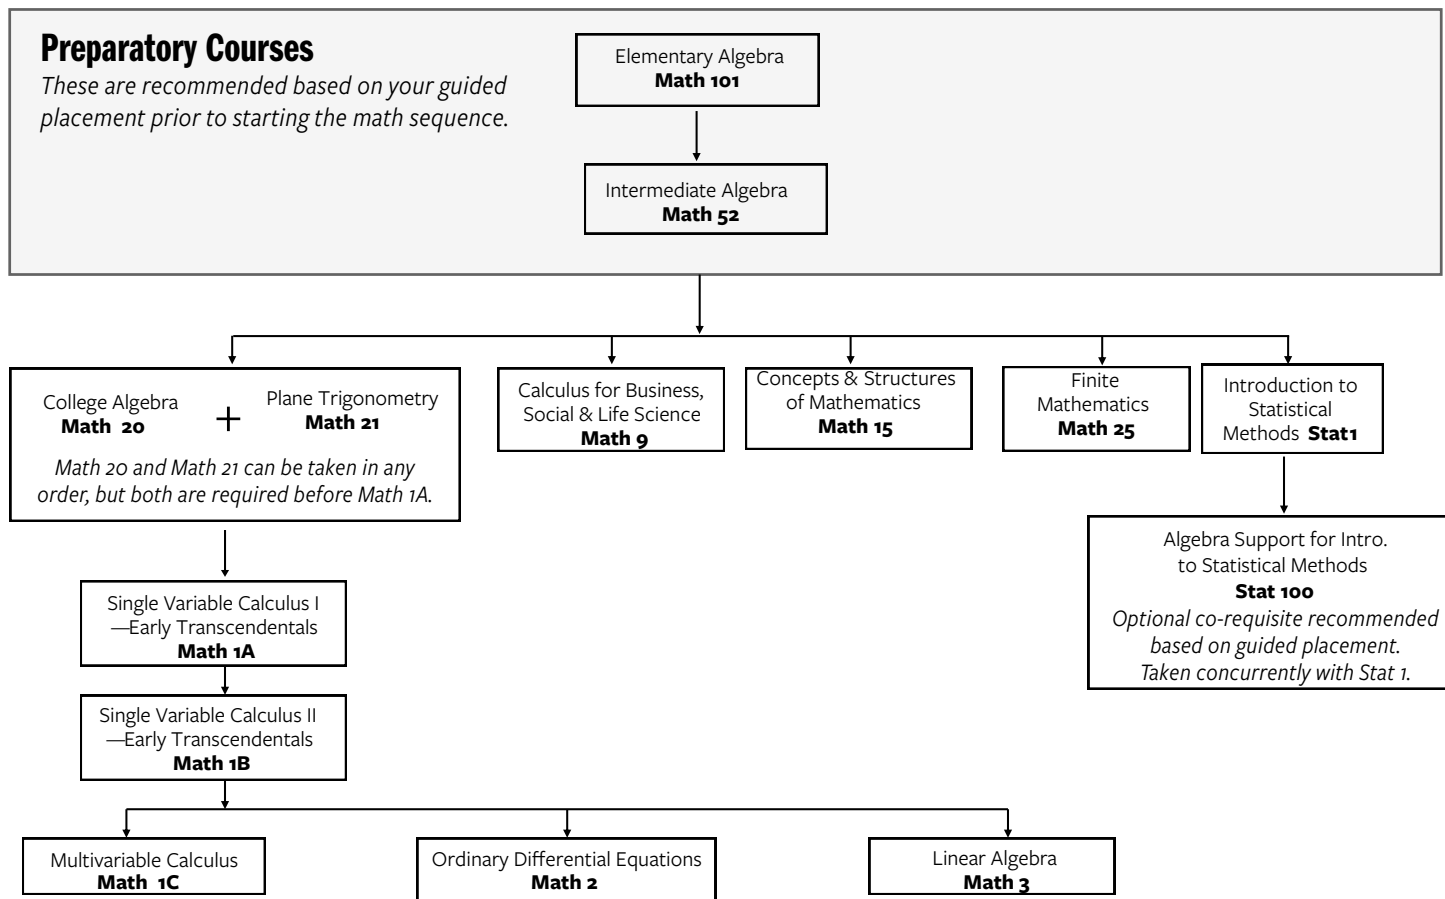 Preparatory Courses
These are recommended based on your guided
placement prior to starting the math sequence.
Elementary Algebra
Math 101
Intermediate Algebra
Math 52
College Algebra
Math 20
+
Plane Trigonometry
Math 21
Math 20 and Math 21 can be taken in any
order, but both are required before Math 1A.
Calculus for Business,
Social & Life Science
Math 9
Concepts & Structures
of Mathematics
Math 15
Finite
Mathematics
Math 25
Introduction to
Statistical
Methods Stat1
Algebra Support for Intro.
to Statistical Methods
Stat 100
Optional co-requisite recommended
based on guided placement.
Taken concurrently with Stat 1.
Single Variable Calculus I
—Early Transcendentals
Math 1A
Single Variable Calculus II
—Early Transcendentals
Math 1B
Multivariable Calculus
Math 1C
Ordinary Differential Equations
Math 2
Linear Algebra
Math 3